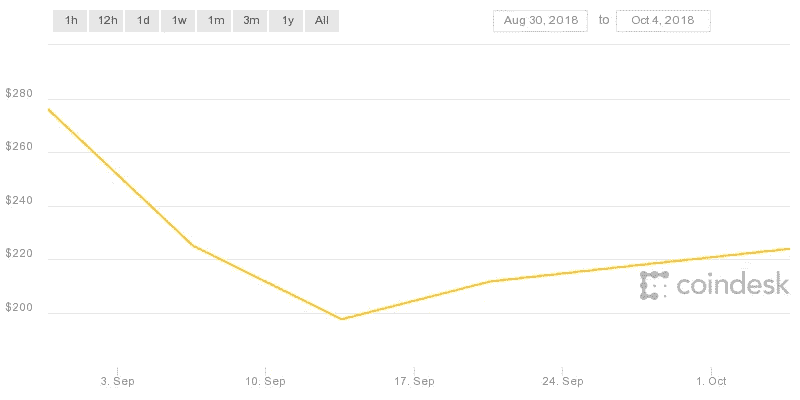 1h 12h 1d 1w 1m 3m 1y All Aug 30, 2018 to Oct 4, 2018
$280
$260
$240
$220
$200
coindesk
3. Sep 10. Sep 17. Sep 24. Sep 1. Oct